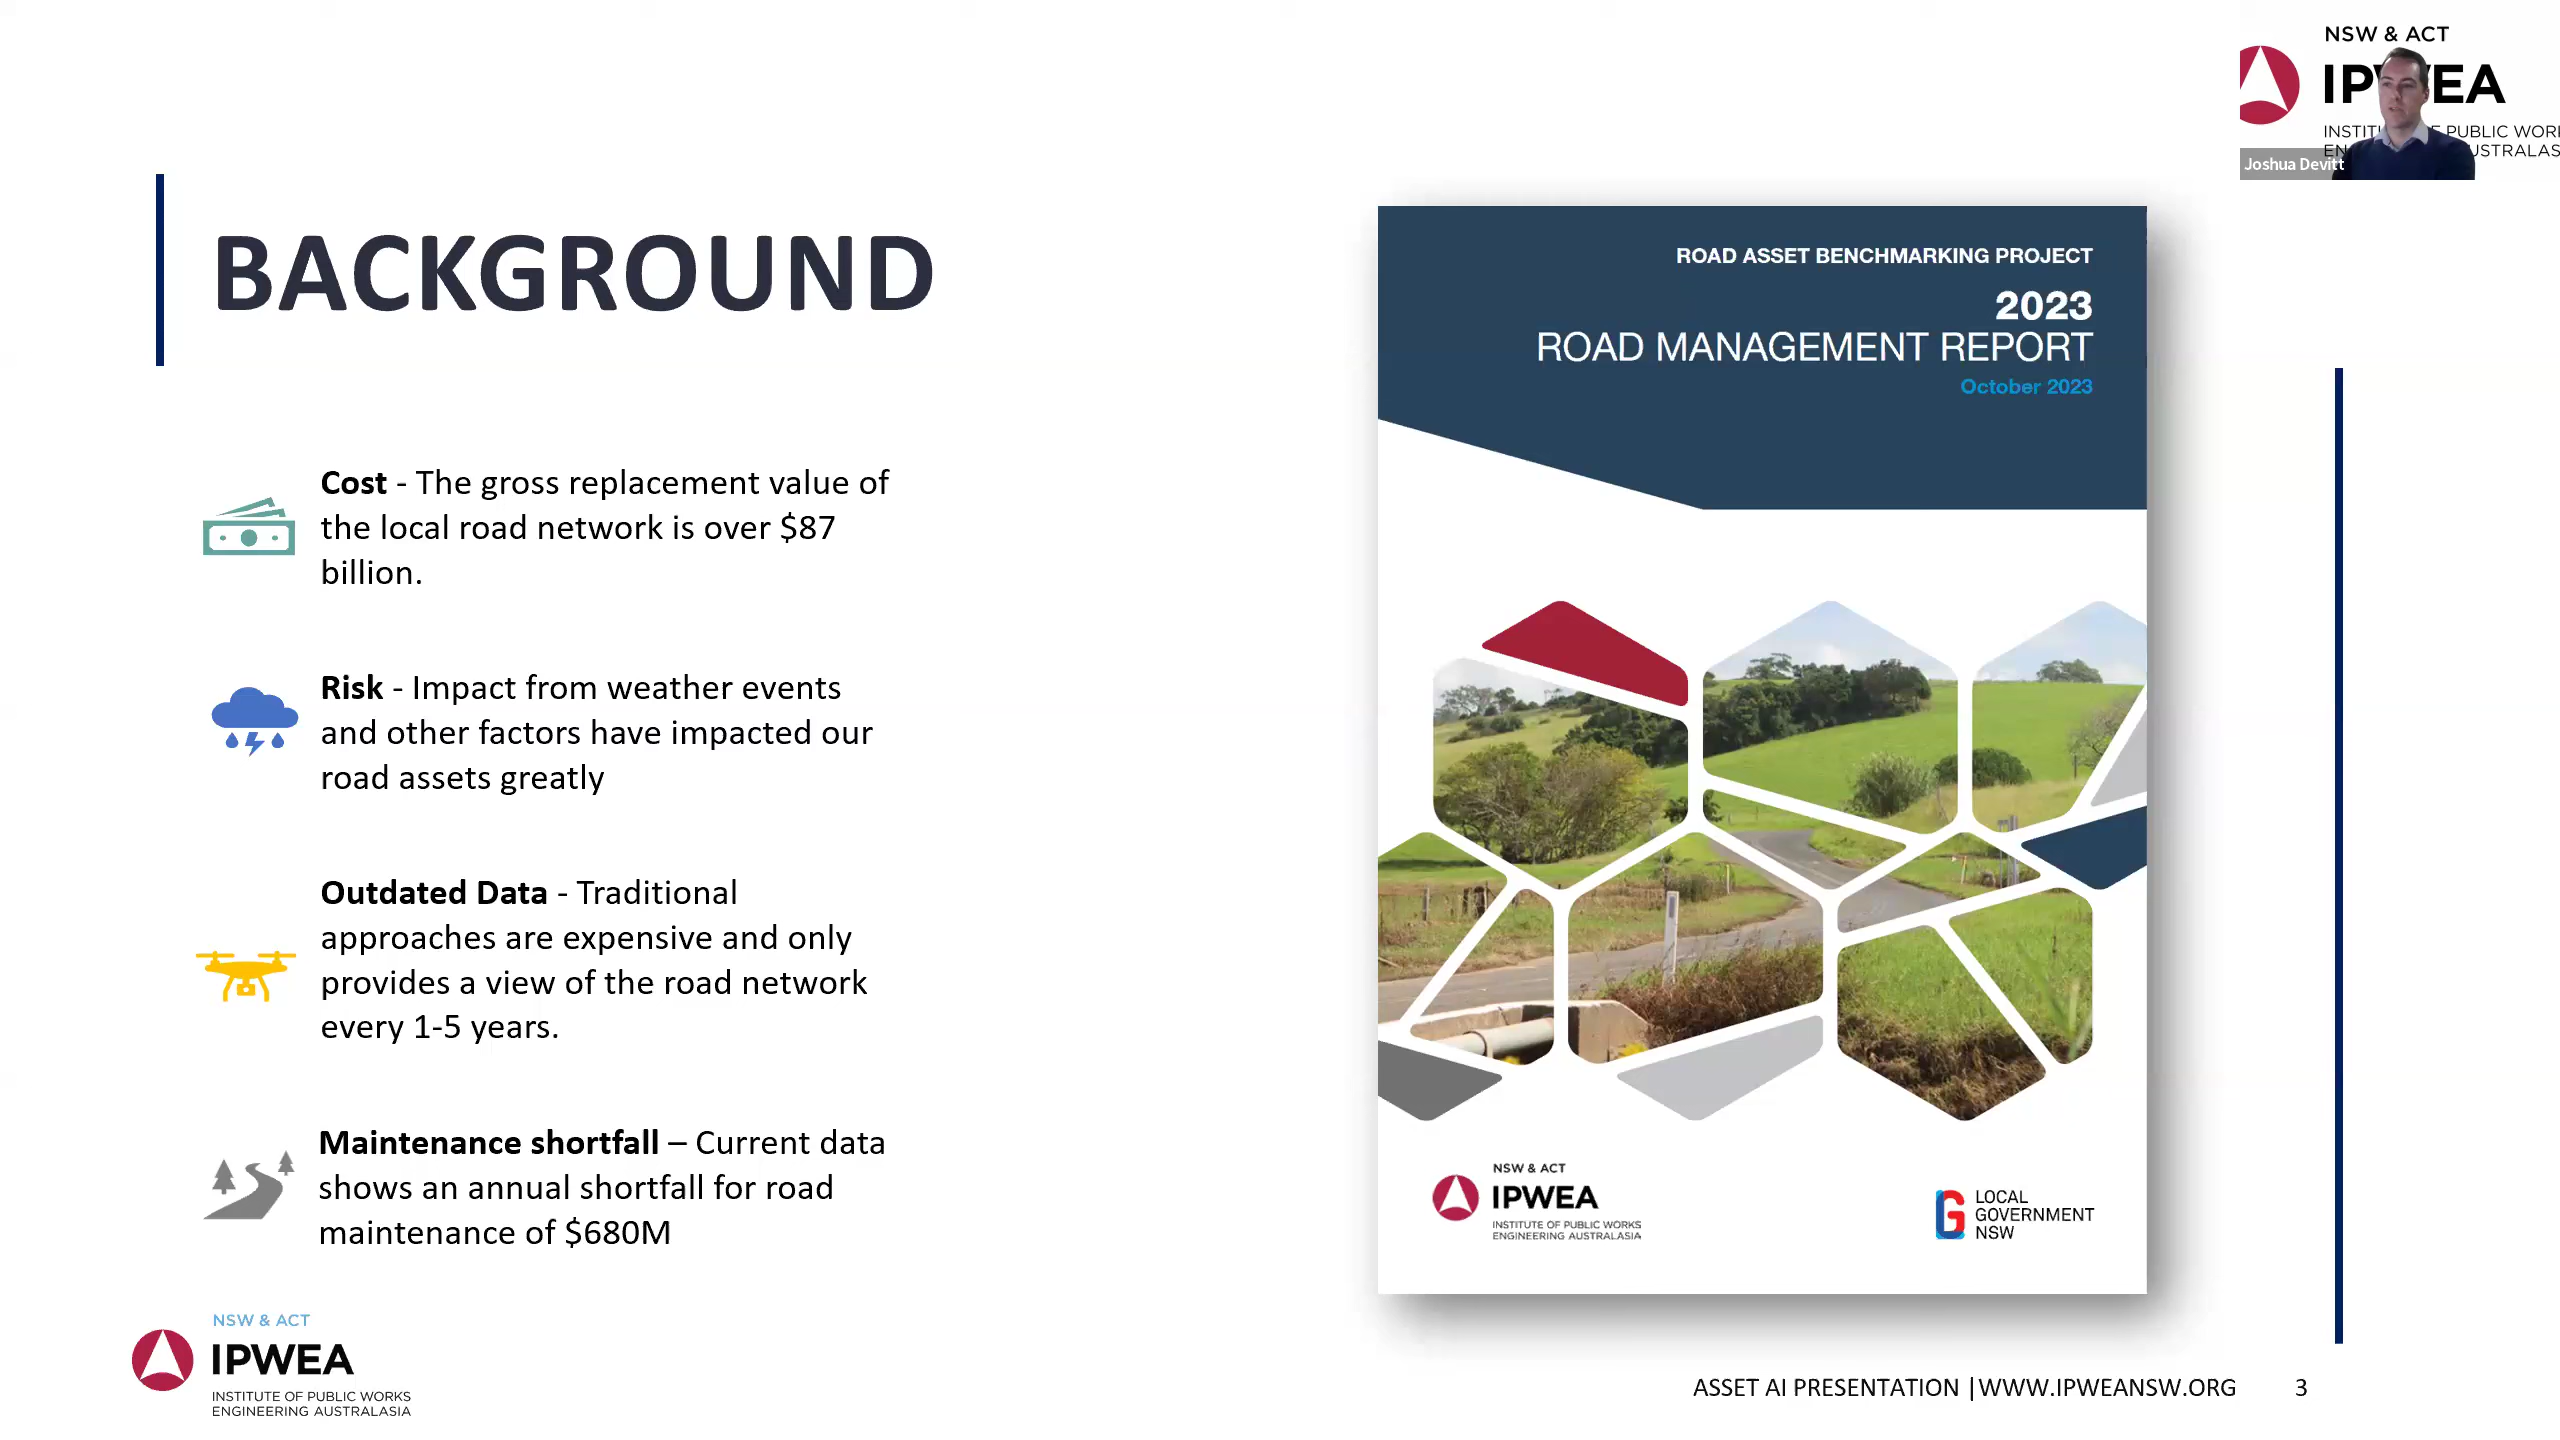 NSW & ACT
IPWEA
PUBLIC
Joshua Devitt
BACKGROUND
Cost - The gross replacement value of
the local road network is over $87
billion.
Risk - Impact from weather events
and other factors have impacted our
road assets greatly
Outdated Data - Traditional
approaches are expensive and only
provides a view of the road network
every 1-5 years.
Maintenance shortfall – Current data
shows an annual shortfall for road
maintenance of $680M
NSW & ACT
IPWEA
INSTITUTE OF PUBLIC WORKS
ENGINEERING AUSTRALASIA
ROAD ASSET BENCHMARKING PROJECT
2023
ROAD MANAGEMENT REPORT
October 2023
NSW & ACT
IPWEA
INSTITUTE OF PUBLIC WORKS
ENGINEERING AUSTRALASIA
LOCAL
GOVERNMENT
NSW
ASSET AI PRESENTATION |WWW.IPWEANSW.ORG 3